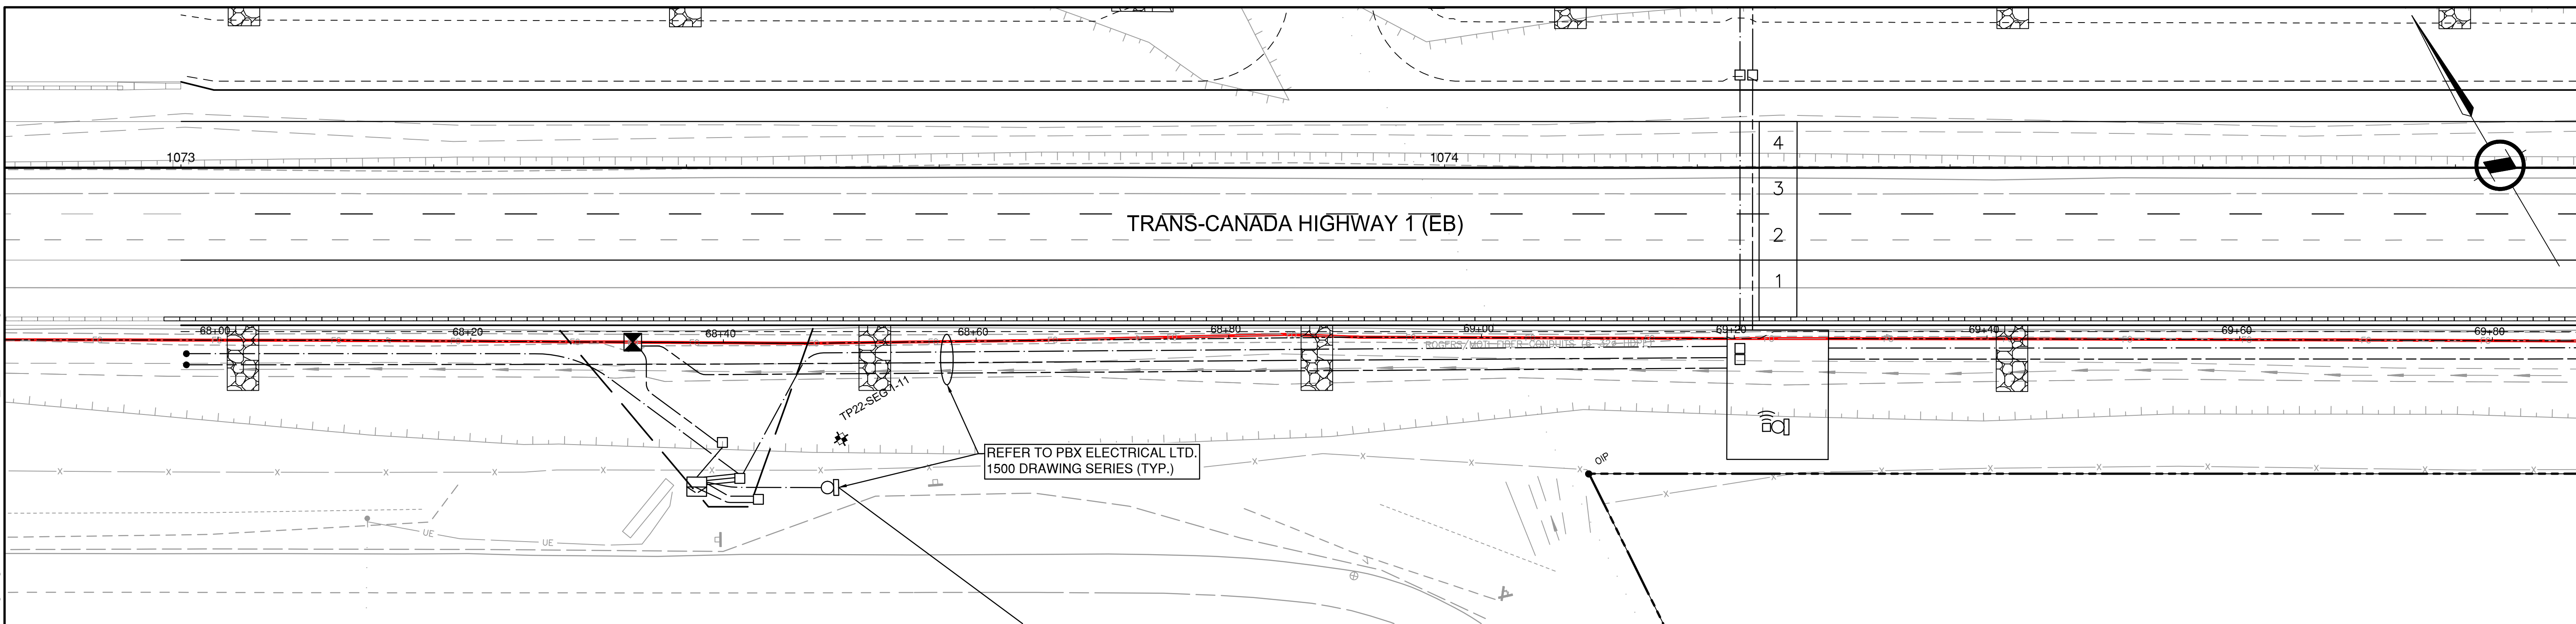 1073
1074
4
3
2
1
TRANS-CANADA HIGHWAY 1 (EB)
68+00
68+20
68+40
68+60
68+80
69+00
69+20
69+40
69+60
69+80
TP22-SEG1-11
REFER TO PBX ELECTRICAL LTD.
1500 DRAWING SERIES (TYP.)
OIP
UE
UE